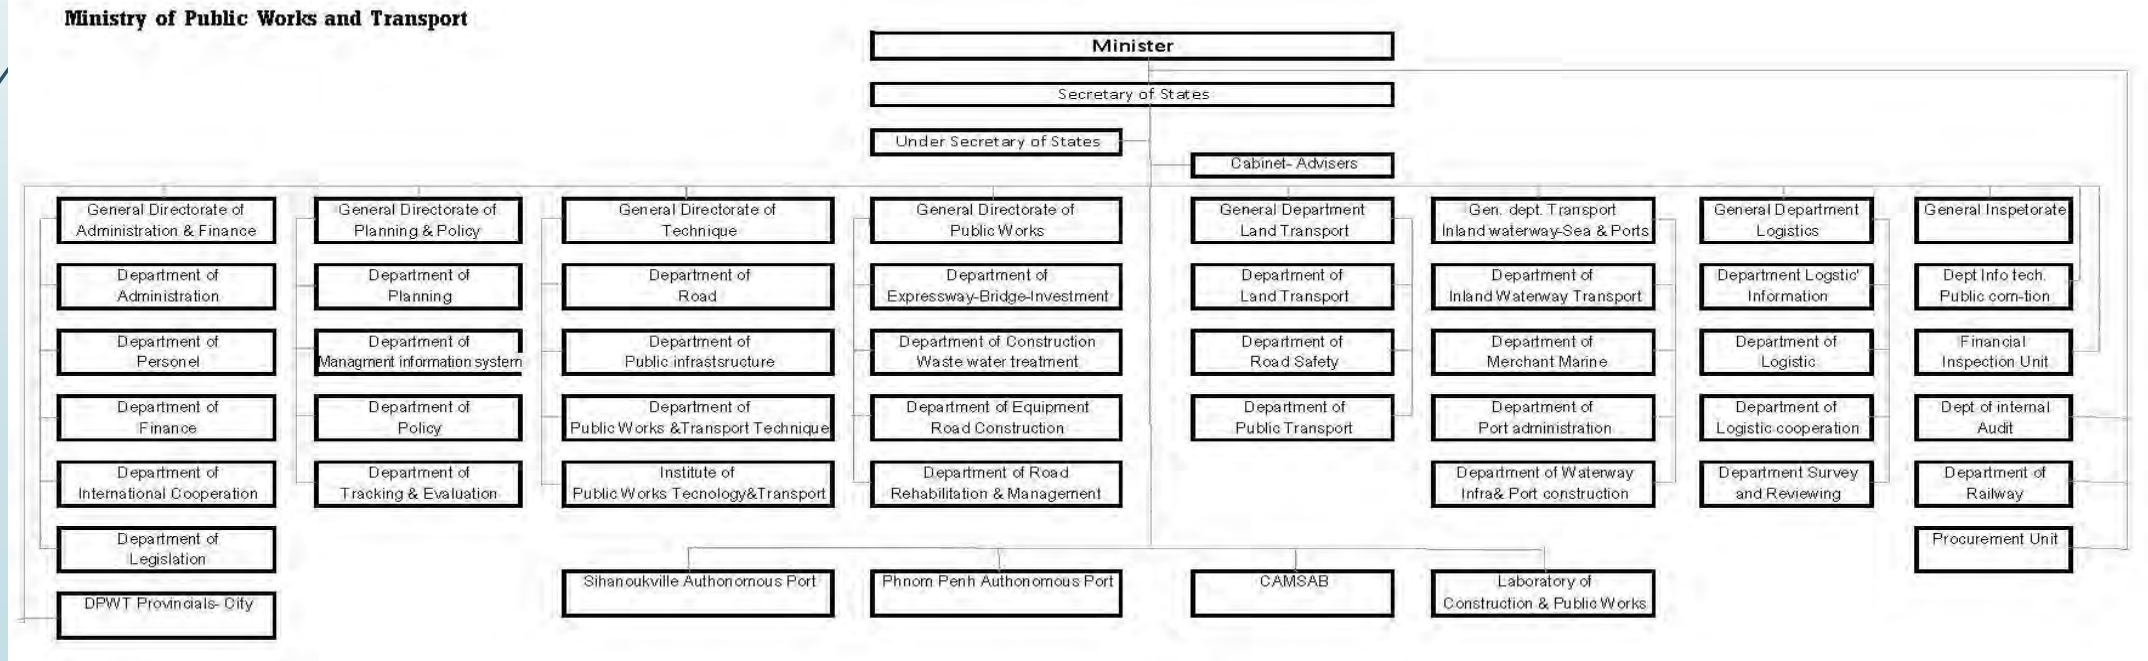 Ministry of Public Works and Transport
Minister
Secretary of States
Under Secretary of States
Cabinet- Advisers
General Directorate of
Administration & Finance
Department of
Administration
Department of
Personel
Department of
Finance
Department of
International Cooperation
Department of
Legislation
DPWT Provincials- City
General Directorate of
Planning & Policy
Department of
Planning
Department of
Managment information system
Department of
Policy
Department of
Tracking & Evaluation
General Directorate of
Technique
Department of
Road
Department of
Public infrastsructure
Department of
Public Works &Transport Technique
Institute of
Public Works Tecnology&Transport
General Directorate of
Public Works
Department of
Expressway-Bridge-Investment
Department of Construction
Waste water treatment
Department of Equipment
Road Construction
Department of Road
Rehabilitation & Management
General Department
Land Transport
Department of
Land Transport
Department of
Road Safety
Department of
Public Transport
Gen. dept. Transport
Inland waterway-Sea & Ports
Department of
Inland Waterway Transport
Department of
Merchant Marine
Department of
Port administration
Department of Waterway
Infra& Port construction
General Department
Logistics
Department Logstic'
Information
Department of
Logistic
Department of
Logistic cooperation
Department Survey
and Reviewing
General Inspetorate
Dept Info tech.
Public com-tion
Financial
Inspection Unit
Dept of internal
Audit
Department of
Railway
Procurement Unit
Sihanoukville Authonomous Port
Phnom Penh Authonomous Port
CAMSAB
Laboratory of
Construction & Public Works